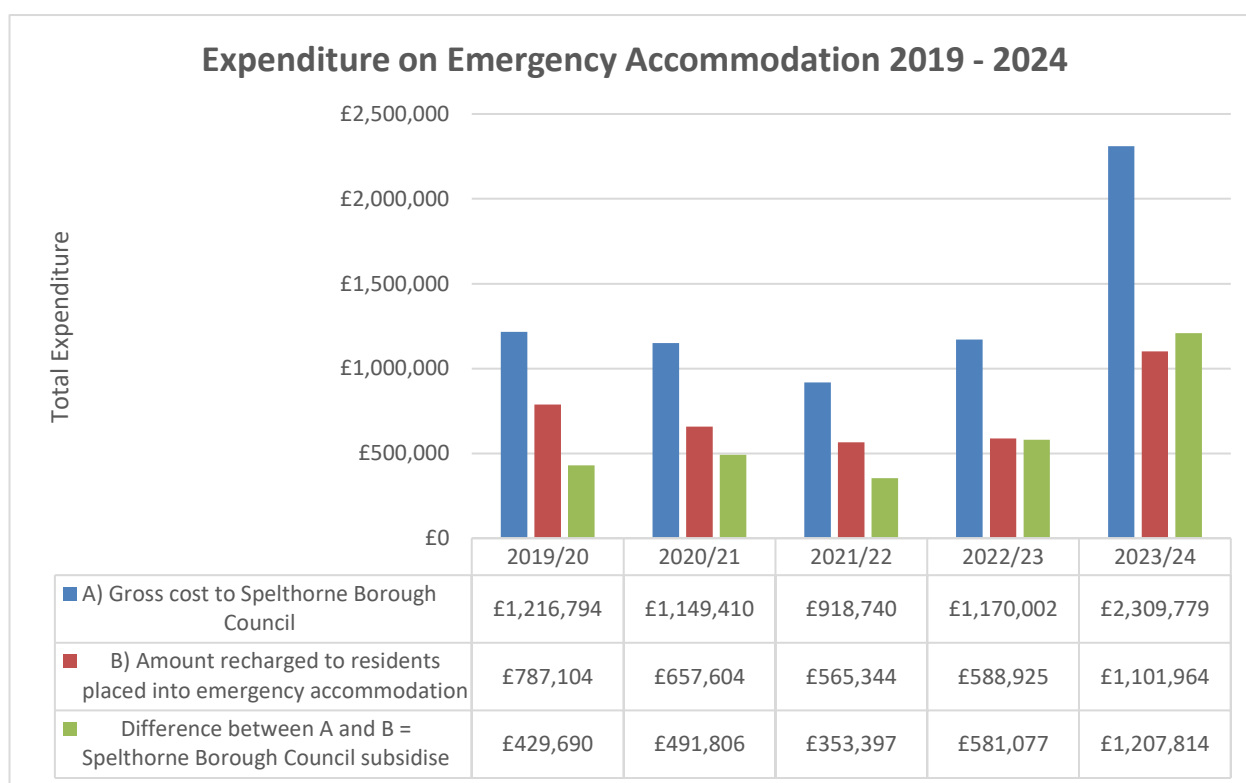 Expenditure on Emergency Accommodation 2019 - 2024
Total Expenditure
£2,500,000
£2,000,000
£1,500,000
£1,000,000
£500,000
£0
2019/20 2020/21 2021/22 2022/23 2023/24
A) Gross cost to Spelthorne Borough
Council
£1,216,794 £1,149,410 £918,740 £1,170,002 £2,309,779
B) Amount recharged to residents
placed into emergency accommodation
£787,104 £657,604 £565,344 £588,925 £1,101,964
Difference between A and B =
Spelthorne Borough Council subsidise
£429,690 £491,806 £353,397 £581,077 £1,207,814